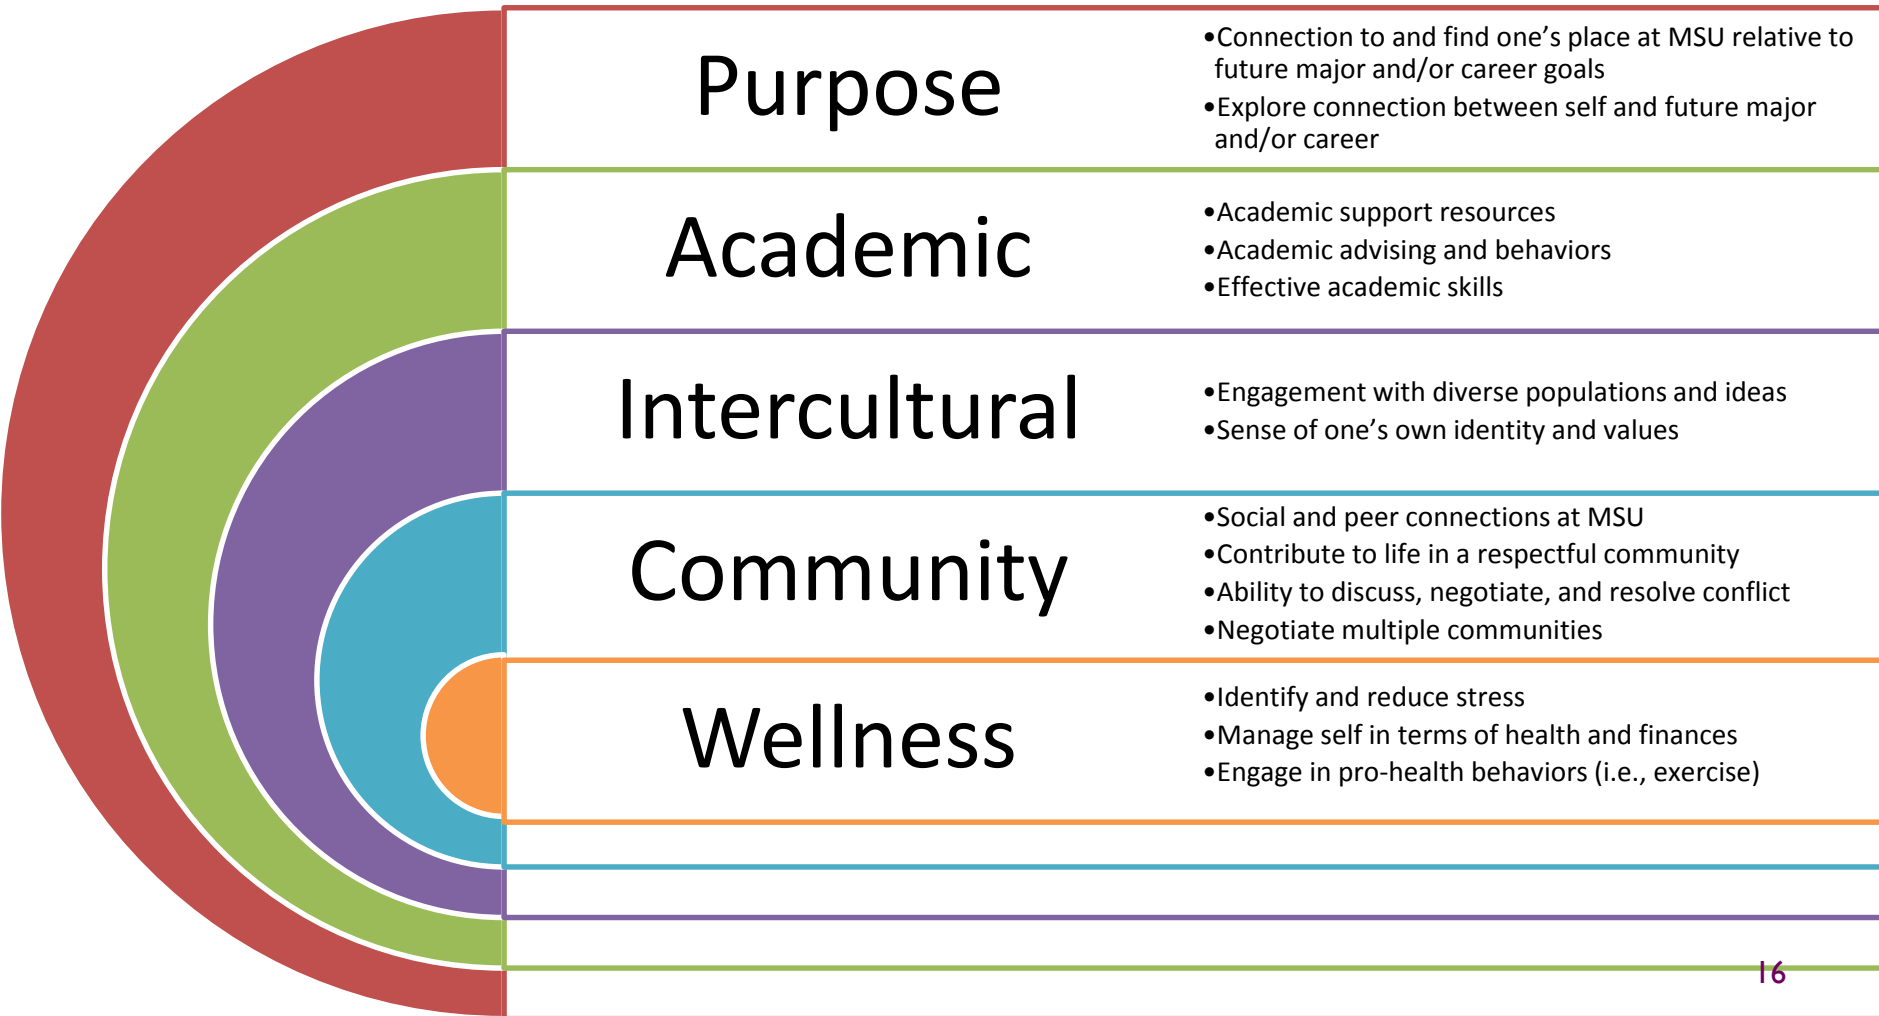 Purpose
•Connection to and find one’s place at MSU relative to
future major and/or career goals
•Explore connection between self and future major
and/or career
Academic
•Academic support resources
•Academic advising and behaviors
•Effective academic skills
Intercultural
•Engagement with diverse populations and ideas
•Sense of one’s own identity and values
Community
•Social and peer connections at MSU
•Contribute to life in a respectful community
•Ability to discuss, negotiate, and resolve conflict
•Negotiate multiple communities
Wellness
•Identify and reduce stress
•Manage self in terms of health and finances
•Engage in pro-health behaviors (i.e., exercise)
16